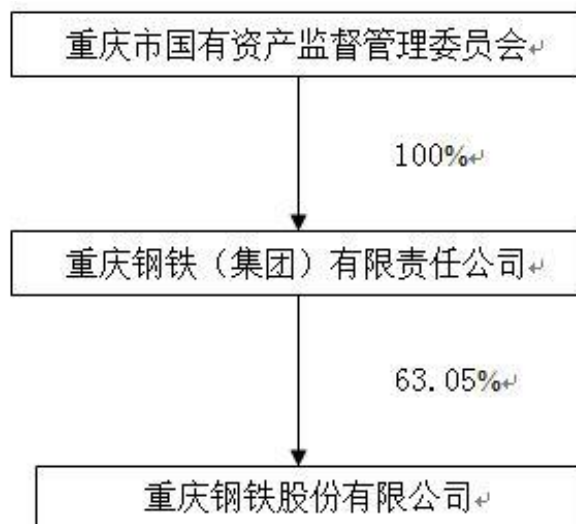 重庆市国有资产监督管理委员会
100%
重庆钢铁（集团）有限责任公司
63.05%
重庆钢铁股份有限公司